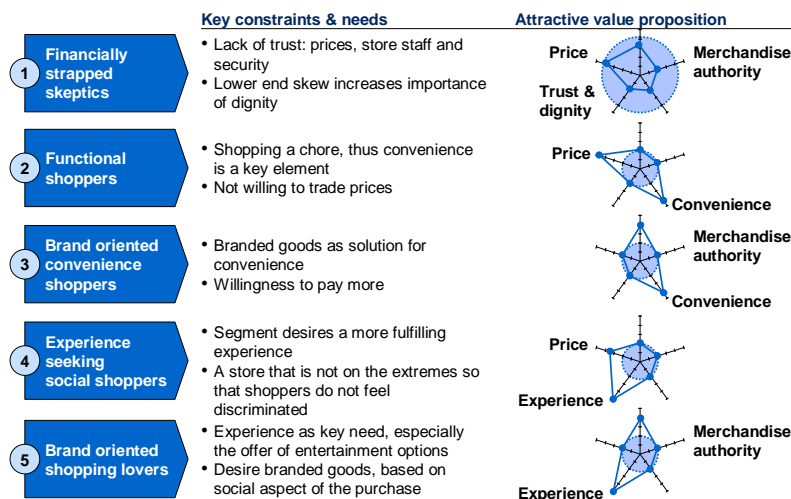 Key constraints & needs
Attractive value proposition
1
Financially
strapped
skeptics
• Lack of trust: prices, store staff and
security
• Lower end skew increases importance
of dignity
Price
Merchandise
authority
Trust &
dignity
2
Functional
shoppers
• Shopping a chore, thus convenience
is a key element
• Not willing to trade prices
Price
Convenience
3
Brand oriented
convenience
shoppers
• Branded goods as solution for
convenience
• Willingness to pay more
Merchandise
authority
Convenience
4
Experience
seeking
social shoppers
• Segment desires a more fulfilling
experience
• A store that is not on the extremes so
that shoppers do not feel
discriminated
Price
Experience
5
Brand oriented
shopping lovers
• Experience as key need, especially
the offer of entertainment options
• Desire branded goods, based on
social aspect of the purchase
Merchandise
authority
Experience